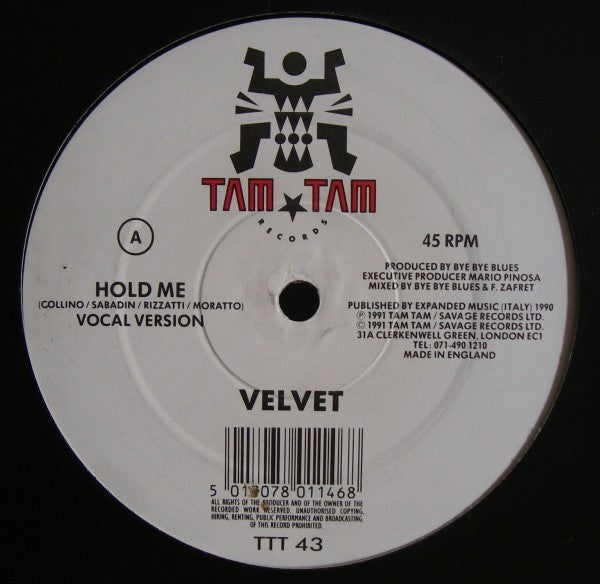 TAM TAM
RECORDS
A
45 RPM
HOLD ME
(COLLINO / SABADIN / RIZZATTI / MORATTO)
VOCAL VERSION
PRODUCED BY BYE BYE BLUES
EXECUTIVE PRODUCER MARIO PINOSA
MIXED BY BYE BYE BLUES & F. ZAFRET
PUBLISHED BY EXPANDED MUSIC (ITALY) 1990
℗ 1991 TAM TAM / SAVAGE RECORDS LTD.
© 1991 TAM TAM / SAVAGE RECORDS LTD.
31A CLERKENWELL GREEN, LONDON EC1
TEL: 071-490 1210
MADE IN ENGLAND
VELVET
5 017078 011468
ALL RIGHTS OF THE PRODUCER AND OF THE OWNER OF THE
RECORDED WORK RESERVED. UNAUTHORISED COPYING,
HIRING, RENTING, PUBLIC PERFORMANCE AND BROADCASTING
OF THIS RECORD PROHIBITED.
TTT 43